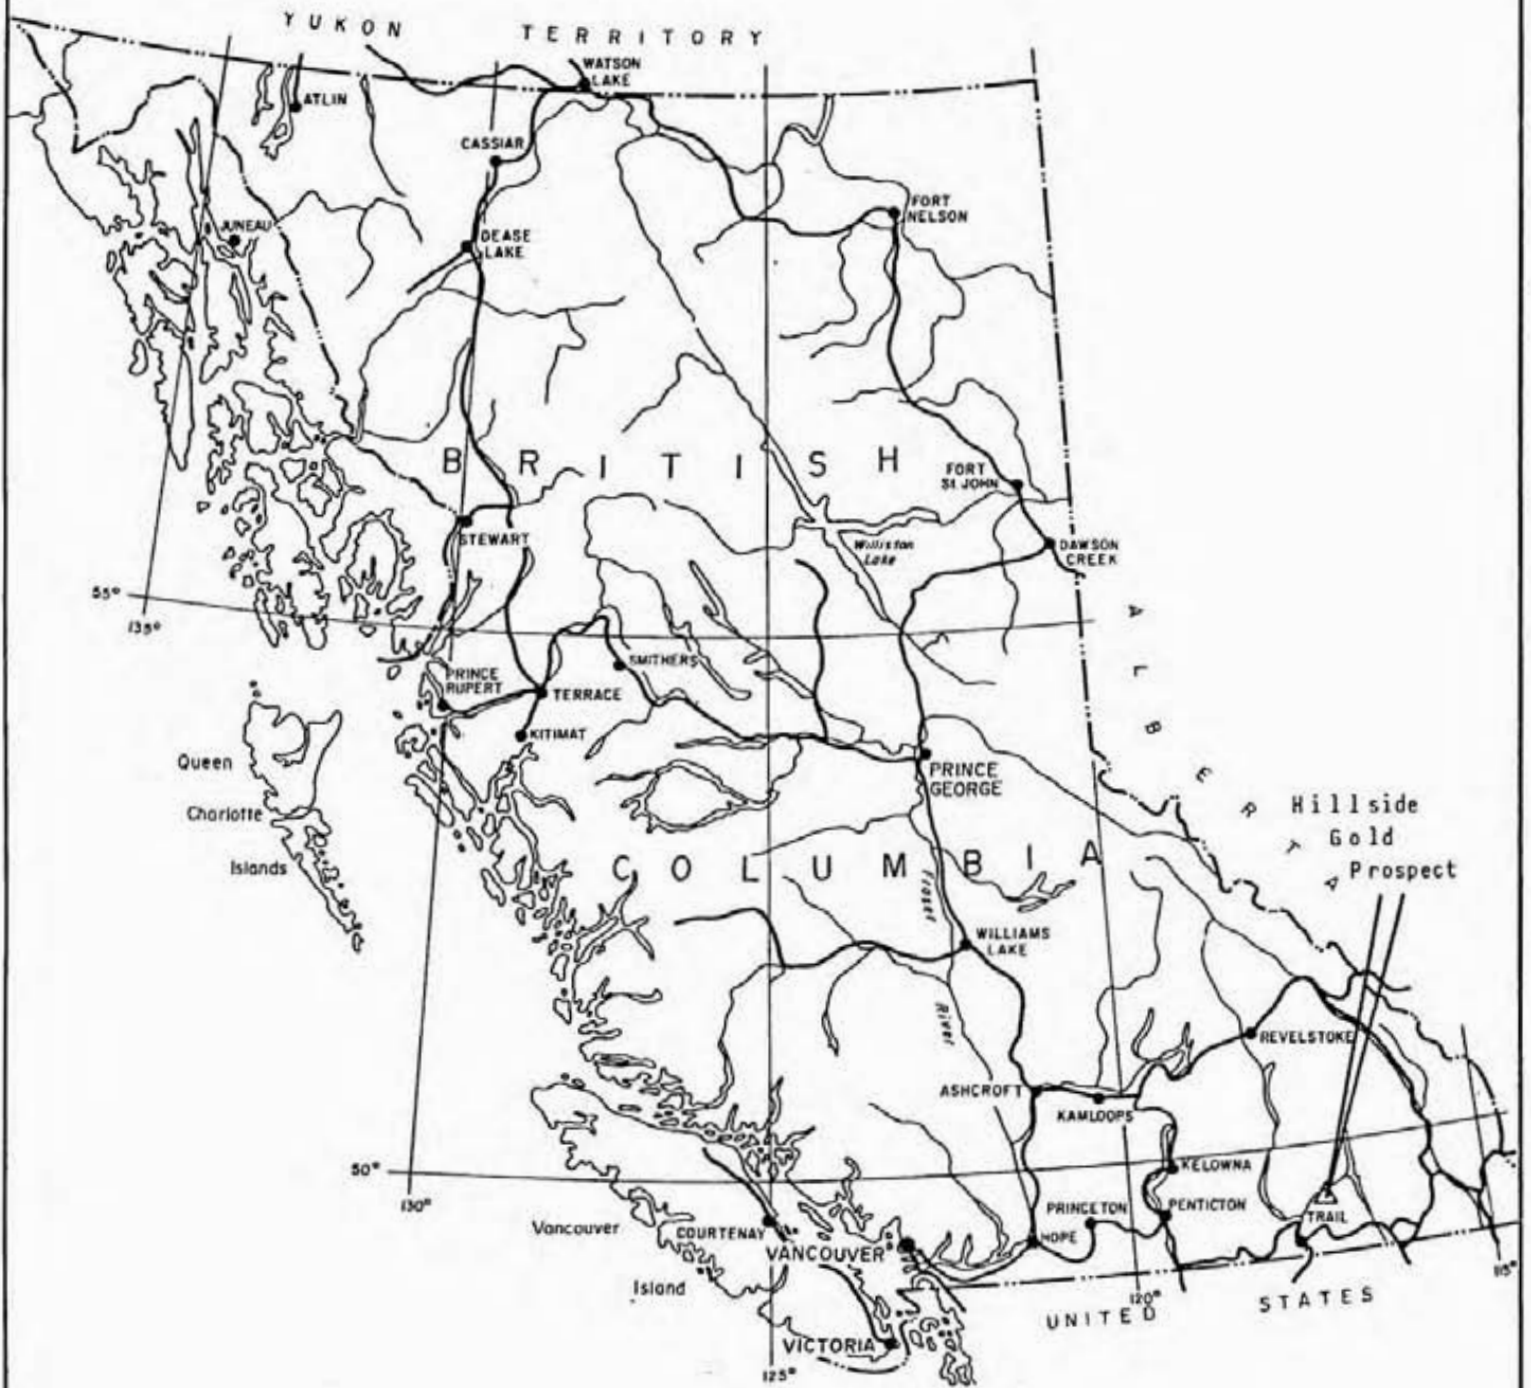 YUKON TERRITORY
WATSON
LAKE
ATLIN
CASSIAR
JUNEAU
DEASE
LAKE
FORT
NELSON
BRITISH
FORT
St. JOHN
STEWART
Williston
Lake
DAWSON
CREEK
55°
135°
ALBERTA
PRINCE
RUPERT
SMITHERS
TERRACE
KITIMAT
Queen
Charlotte
Islands
PRINCE
GEORGE
Hillside
Gold
Prospect
COLUMBIA
Fraser
River
WILLIAMS
LAKE
REVELSTOKE
ASHCROFT
KAMLOOPS
50°
130°
KELOWNA
PRINCETON
PENTICTON
TRAIL
HOPE
Vancouver
Island
COURTENAY
VANCOUVER
VICTORIA
125°
120°
115°
UNITED STATES